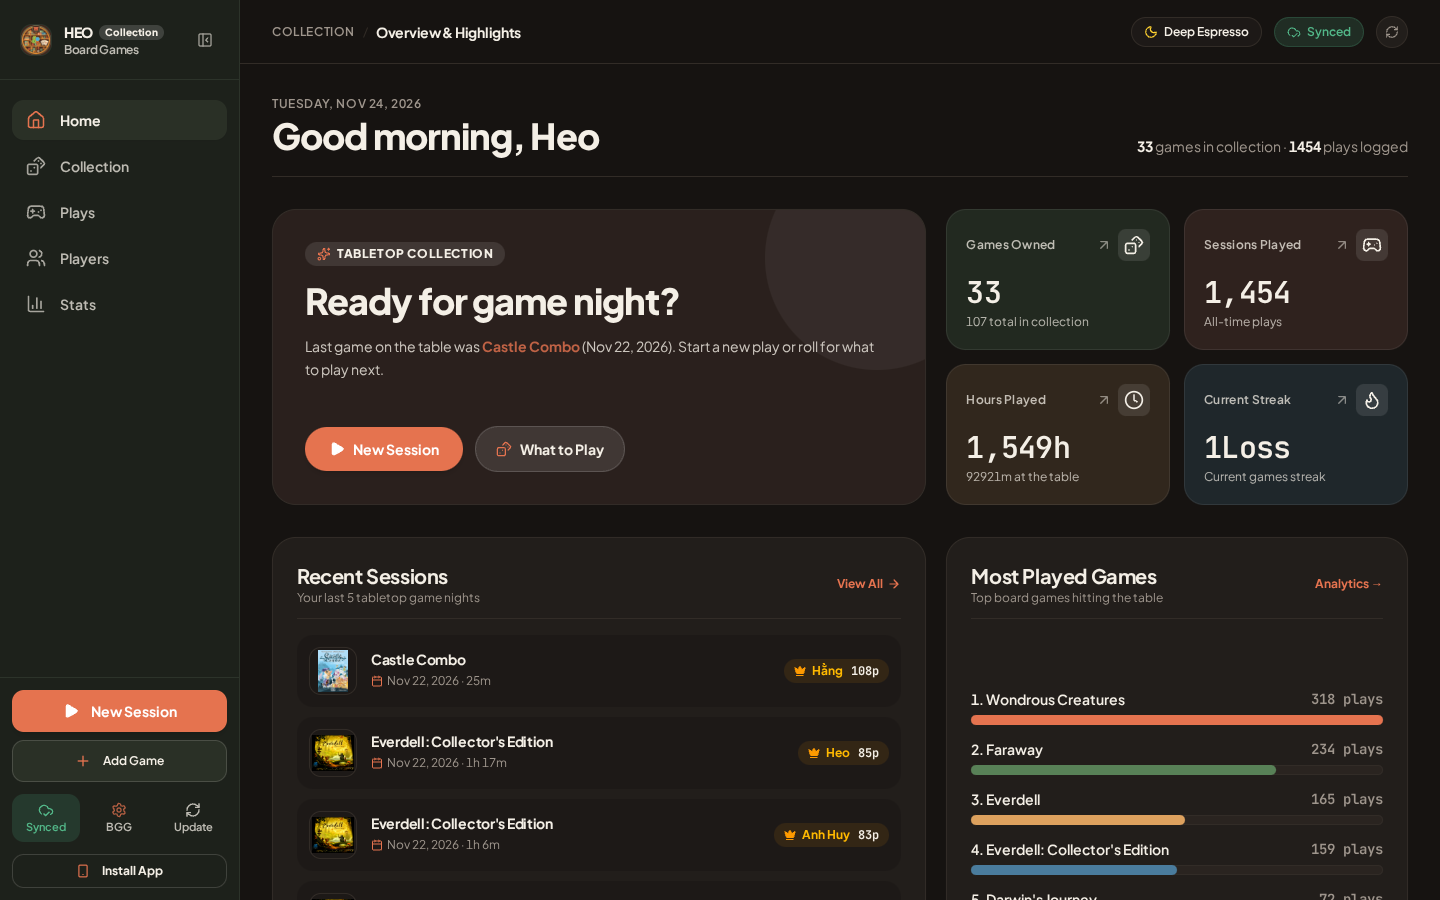 HEO Collection
Board Games
Home
Collection
Plays
Players
Stats
New Session
Add Game
Synced
BGG
Update
Install App
COLLECTION / Overview & Highlights
Deep Espresso
Synced
TUESDAY, NOV 24, 2026
Good morning, Heo
33 games in collection · 1454 plays logged
TABLETOP COLLECTION
Ready for game night?
Last game on the table was Castle Combo (Nov 22, 2026). Start a new play or roll for what
to play next.
New Session
What to Play
Games Owned
33
107 total in collection
Sessions Played
1,454
All-time plays
Hours Played
1,549h
92921m at the table
Current Streak
1Loss
Current games streak
Recent Sessions
Your last 5 tabletop game nights
View All →
Castle Combo
Nov 22, 2026 · 25m
Hằng 108p
Everdell: Collector's Edition
Nov 22, 2026 · 1h 17m
Heo 85p
Everdell: Collector's Edition
Nov 22, 2026 · 1h 6m
Anh Huy 83p
Most Played Games
Top board games hitting the table
Analytics →
1. Wondrous Creatures 318 plays
2. Faraway 234 plays
3. Everdell 165 plays
4. Everdell: Collector's Edition 159 plays
5. Darwin's Journey 72 plays